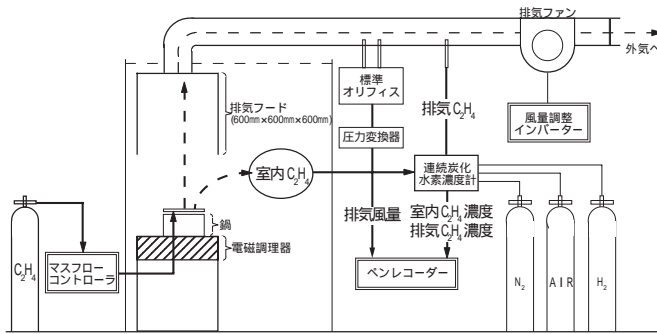 排気ファン
外気へ
標準
オリフィス
排気フード
(600mm×600mm×600mm)
排気C₂H₄
風量調整
インバーター
圧力変換器
室内C₂H₄
連続炭化
水素濃度計
排気風量
室内C₂H₄濃度
排気C₂H₄濃度
鍋
電磁調理器
C₂H₄
マスフロー
コントローラ
ペンレコーダー
N₂
AIR
H₂